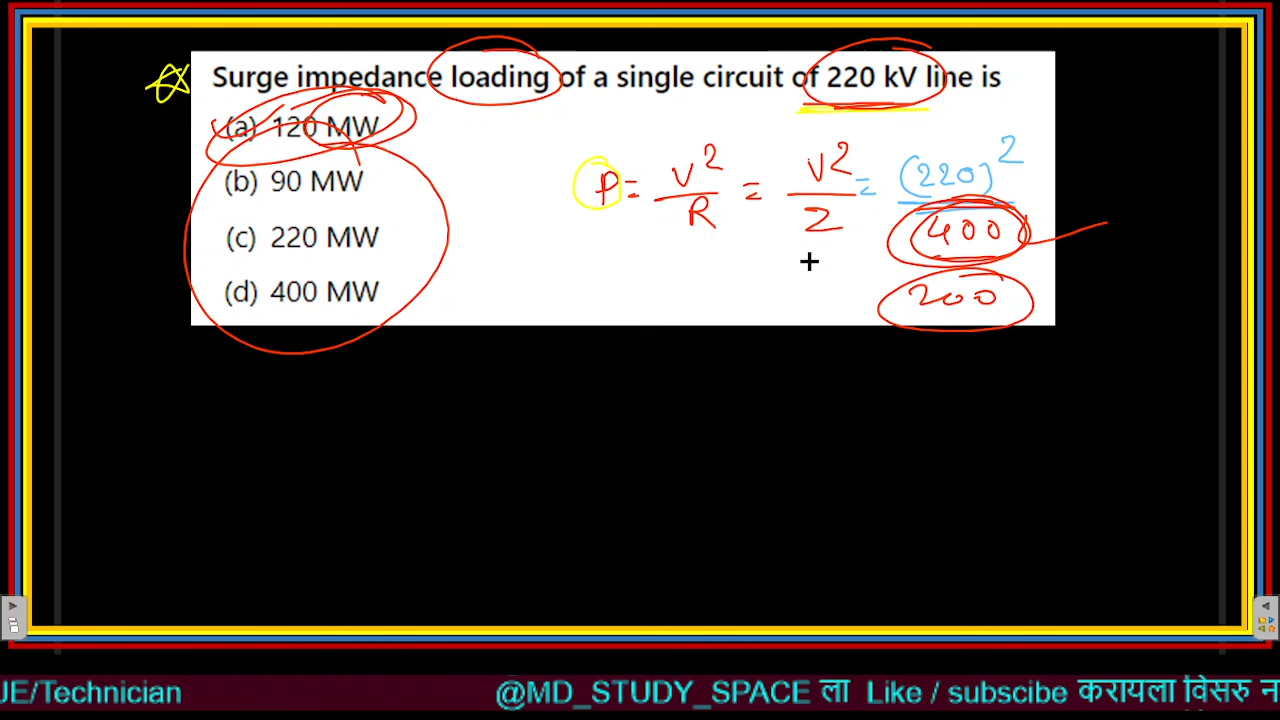 Surge impedance loading of a single circuit of 220 kV line is
(a) 120 MW
(b) 90 MW
(c) 220 MW
(d) 400 MW
P = V² / R = V² / Z = (220)² / 400
200
JE/Technician @MD_STUDY_SPACE ला Like / subscibe करायला विसरु न